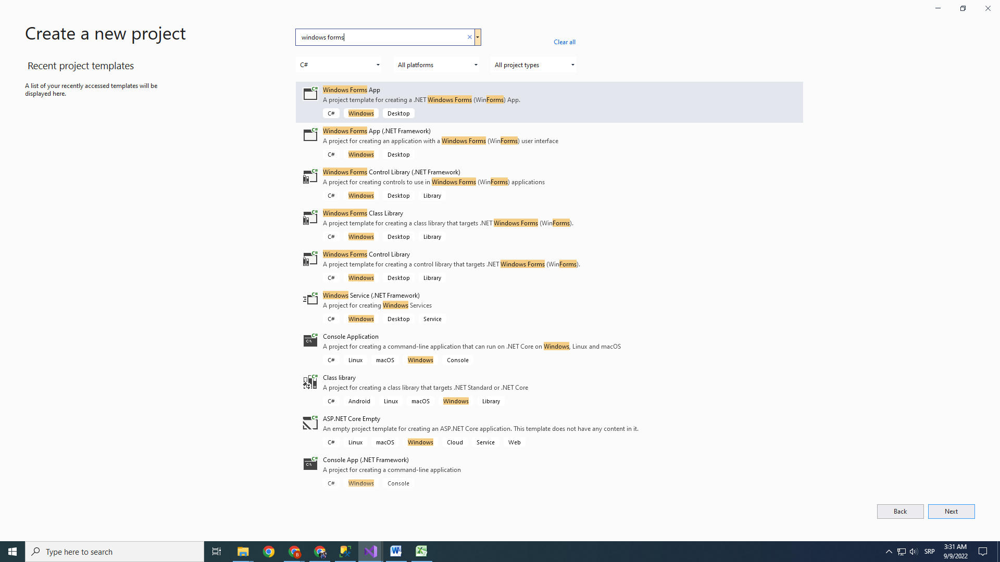 Create a new project
windows forms
Clear all
Recent project templates
C#
All platforms
All project types
A list of your recently accessed templates will be
displayed here.
Windows Forms App
A project template for creating a .NET Windows Forms (WinForms) App.
C# Windows Desktop
Windows Forms App (.NET Framework)
A project for creating an application with a Windows Forms (WinForms) user interface
C# Windows Desktop
Windows Forms Control Library (.NET Framework)
A project for creating controls to use in Windows Forms (WinForms) applications
C# Windows Desktop Library
Windows Forms Class Library
A project template for creating a class library that targets .NET Windows Forms (WinForms).
C# Windows Desktop Library
Windows Forms Control Library
A project template for creating a control library that targets .NET Windows Forms (WinForms).
C# Windows Desktop Library
Windows Service (.NET Framework)
A project for creating Windows Services
C# Windows Desktop Service
Console Application
A project for creating a command-line application that can run on .NET Core on Windows, Linux and macOS
C# Linux macOS Windows Console
Class library
A project for creating a class library that targets .NET Standard or .NET Core
C# Android Linux macOS Windows Library
ASP.NET Core Empty
An empty project template for creating an ASP.NET Core application. This template does not have any content in it.
C# Linux macOS Windows Cloud Service Web
Console App (.NET Framework)
A project for creating a command-line application
C# Windows Console
Back
Next
Type here to search
SRP
3:31 AM
9/9/2022